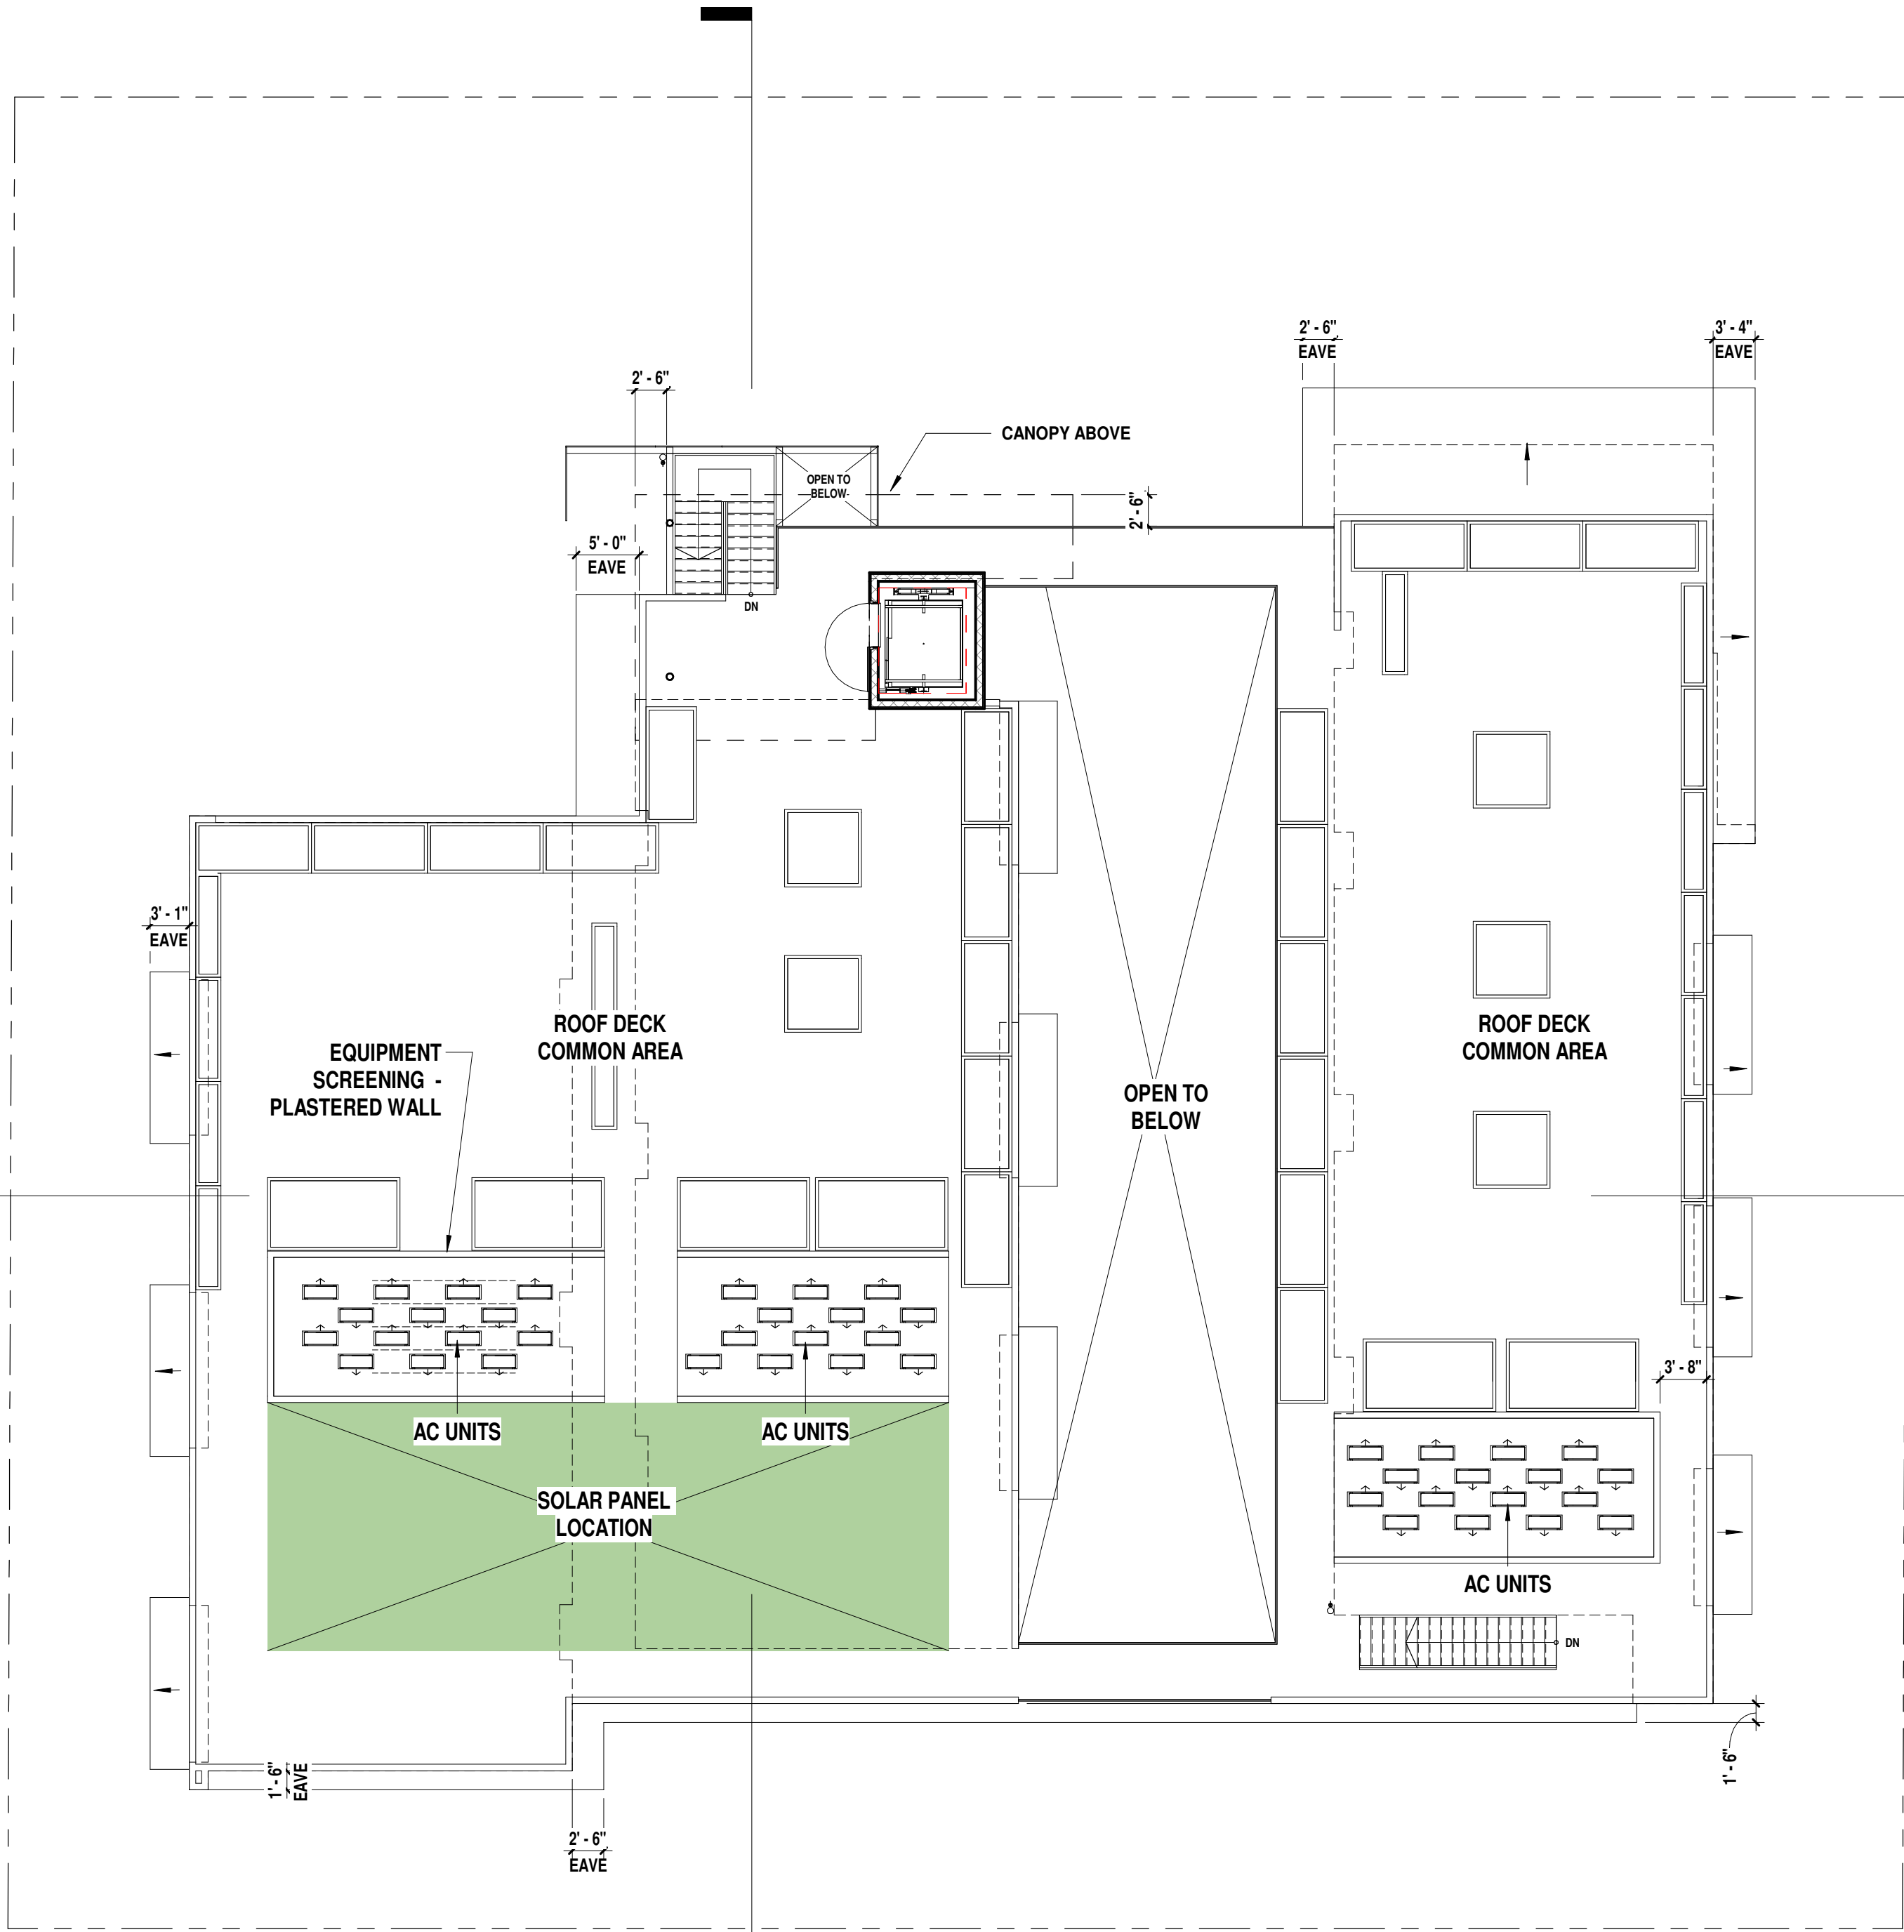 2' - 6"
EAVE
3' - 4"
EAVE
2' - 6"
CANOPY ABOVE
OPEN TO
BELOW
2' - 6"
5' - 0"
EAVE
DN
3' - 1"
EAVE
ROOF DECK
COMMON AREA
EQUIPMENT
SCREENING -
PLASTERED WALL
ROOF DECK
COMMON AREA
OPEN TO
BELOW
3' - 8"
AC UNITS
AC UNITS
SOLAR PANEL
LOCATION
AC UNITS
DN
1' - 6"
EAVE
1' - 6"
2' - 6"
EAVE